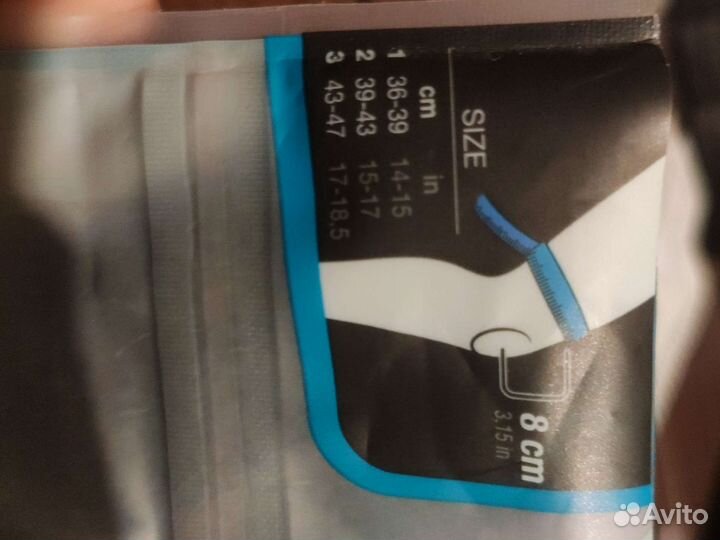 SIZE
cm in
1 36-39 14-15
2 39-43 15-17
3 43-47 17-18.5
8 cm
3.15 in
Avito